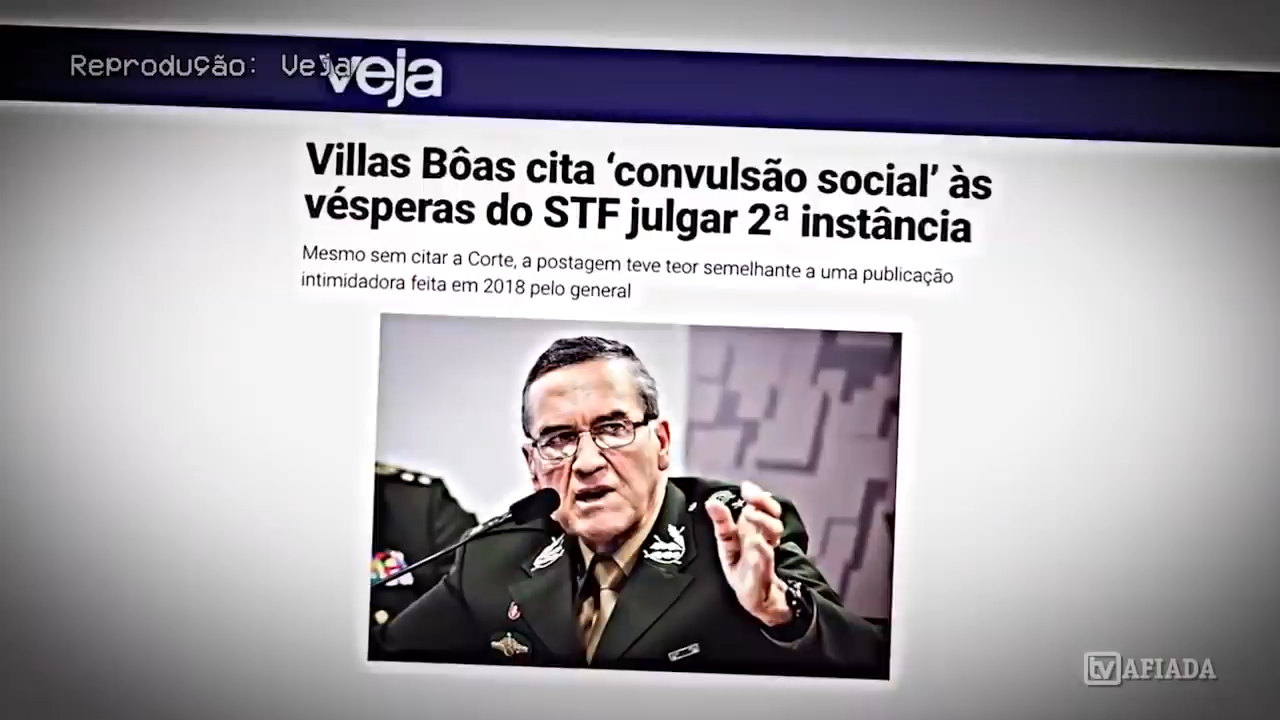 Reprodução: Veja
veja
Villas Bôas cita ‘convulsão social’ às
vésperas do STF julgar 2ª instância
Mesmo sem citar a Corte, a postagem teve teor semelhante a uma publicação
intimidadora feita em 2018 pelo general
tv AFIADA